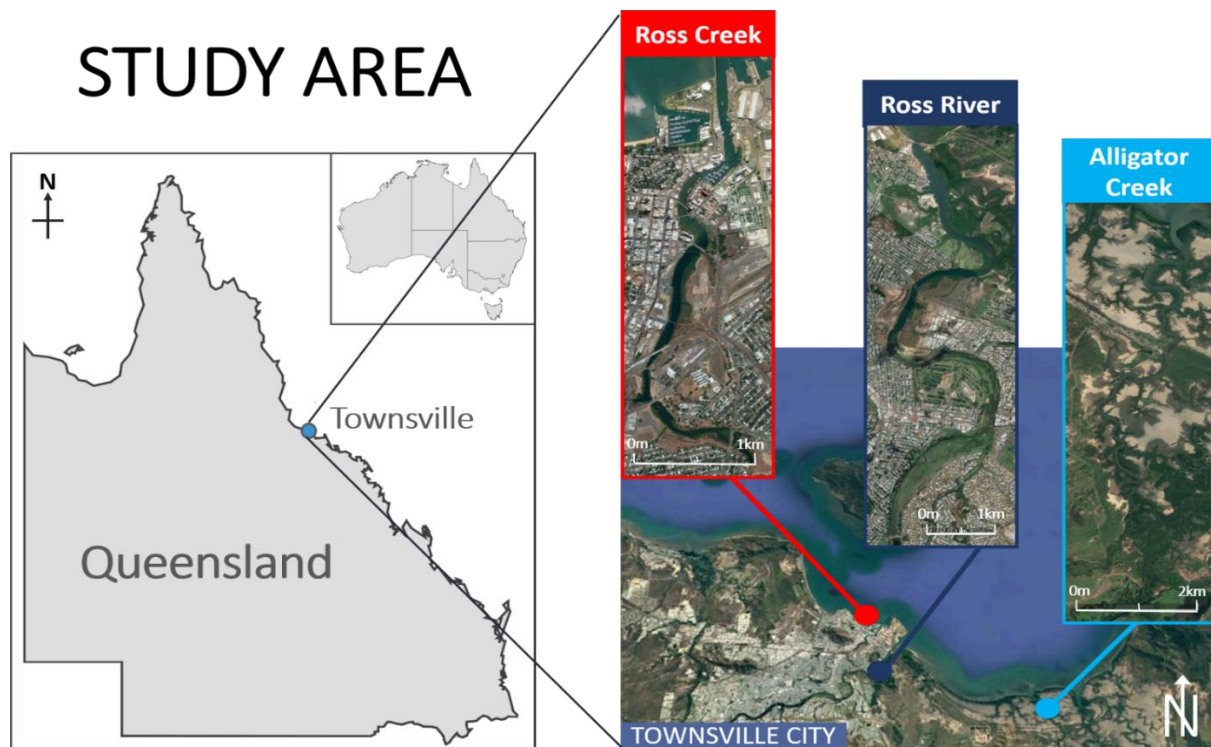 STUDY AREA
N
Townsville
Queensland
Ross Creek
0m 1km
Ross River
0m 1km
Alligator
Creek
0m 2km
TOWNSVILLE CITY
N